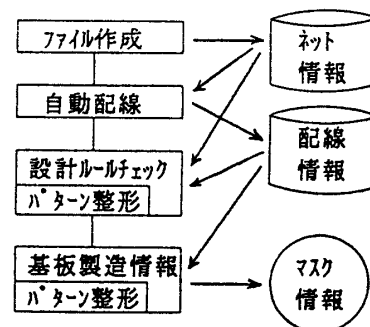 ファイル作成
ネット
情報
自動配線
配線
情報
設計ルールチェック
パターン整形
基板製造情報
パターン整形
マスク
情報